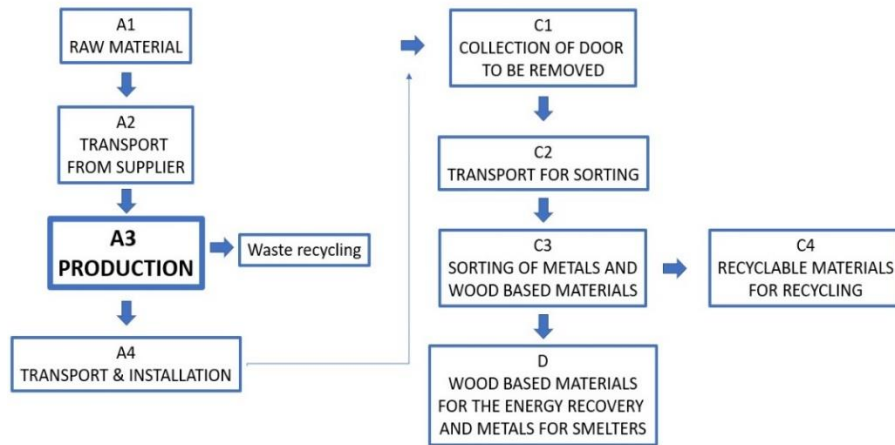 A1
RAW MATERIAL
A2
TRANSPORT
FROM SUPPLIER
A3
PRODUCTION
Waste recycling
A4
TRANSPORT & INSTALLATION
C1
COLLECTION OF DOOR
TO BE REMOVED
C2
TRANSPORT FOR SORTING
C3
SORTING OF METALS AND
WOOD BASED MATERIALS
C4
RECYCLABLE MATERIALS
FOR RECYCLING
D
WOOD BASED MATERIALS
FOR THE ENERGY RECOVERY
AND METALS FOR SMELTERS